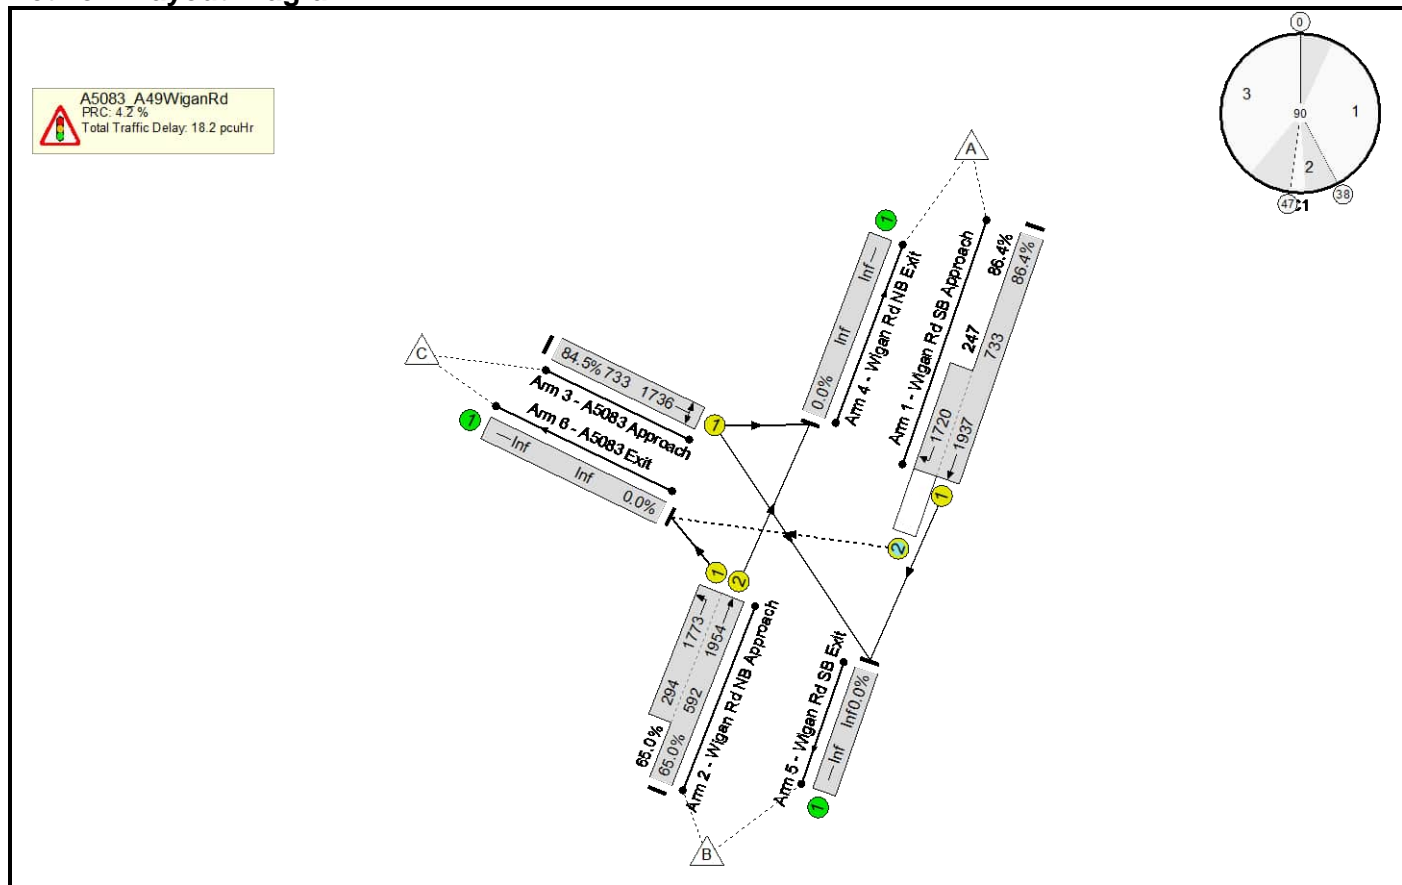 A5083_A49WiganRd
PRC: 4.2 %
Total Traffic Delay: 18.2 pcuHr
0
3
90
1
2
47
38
A
1
Inf
Inf
0.0%
Arm 4 - Wigan Rd NB Exit
Arm 1 - Wigan Rd SB Approach
86.4%
86.4%
247
733
1720
1937
1
2
C
84.5% 733 1736
Arm 3 - A5083 Approach
1
Arm 6 - A5083 Exit
1
Inf Inf 0.0%
1
2
1773
1954
294
592
65.0%
65.0%
Arm 2 - Wigan Rd NB Approach
Arm 5 - Wigan Rd SB Exit
Inf Inf 0.0%
1
B